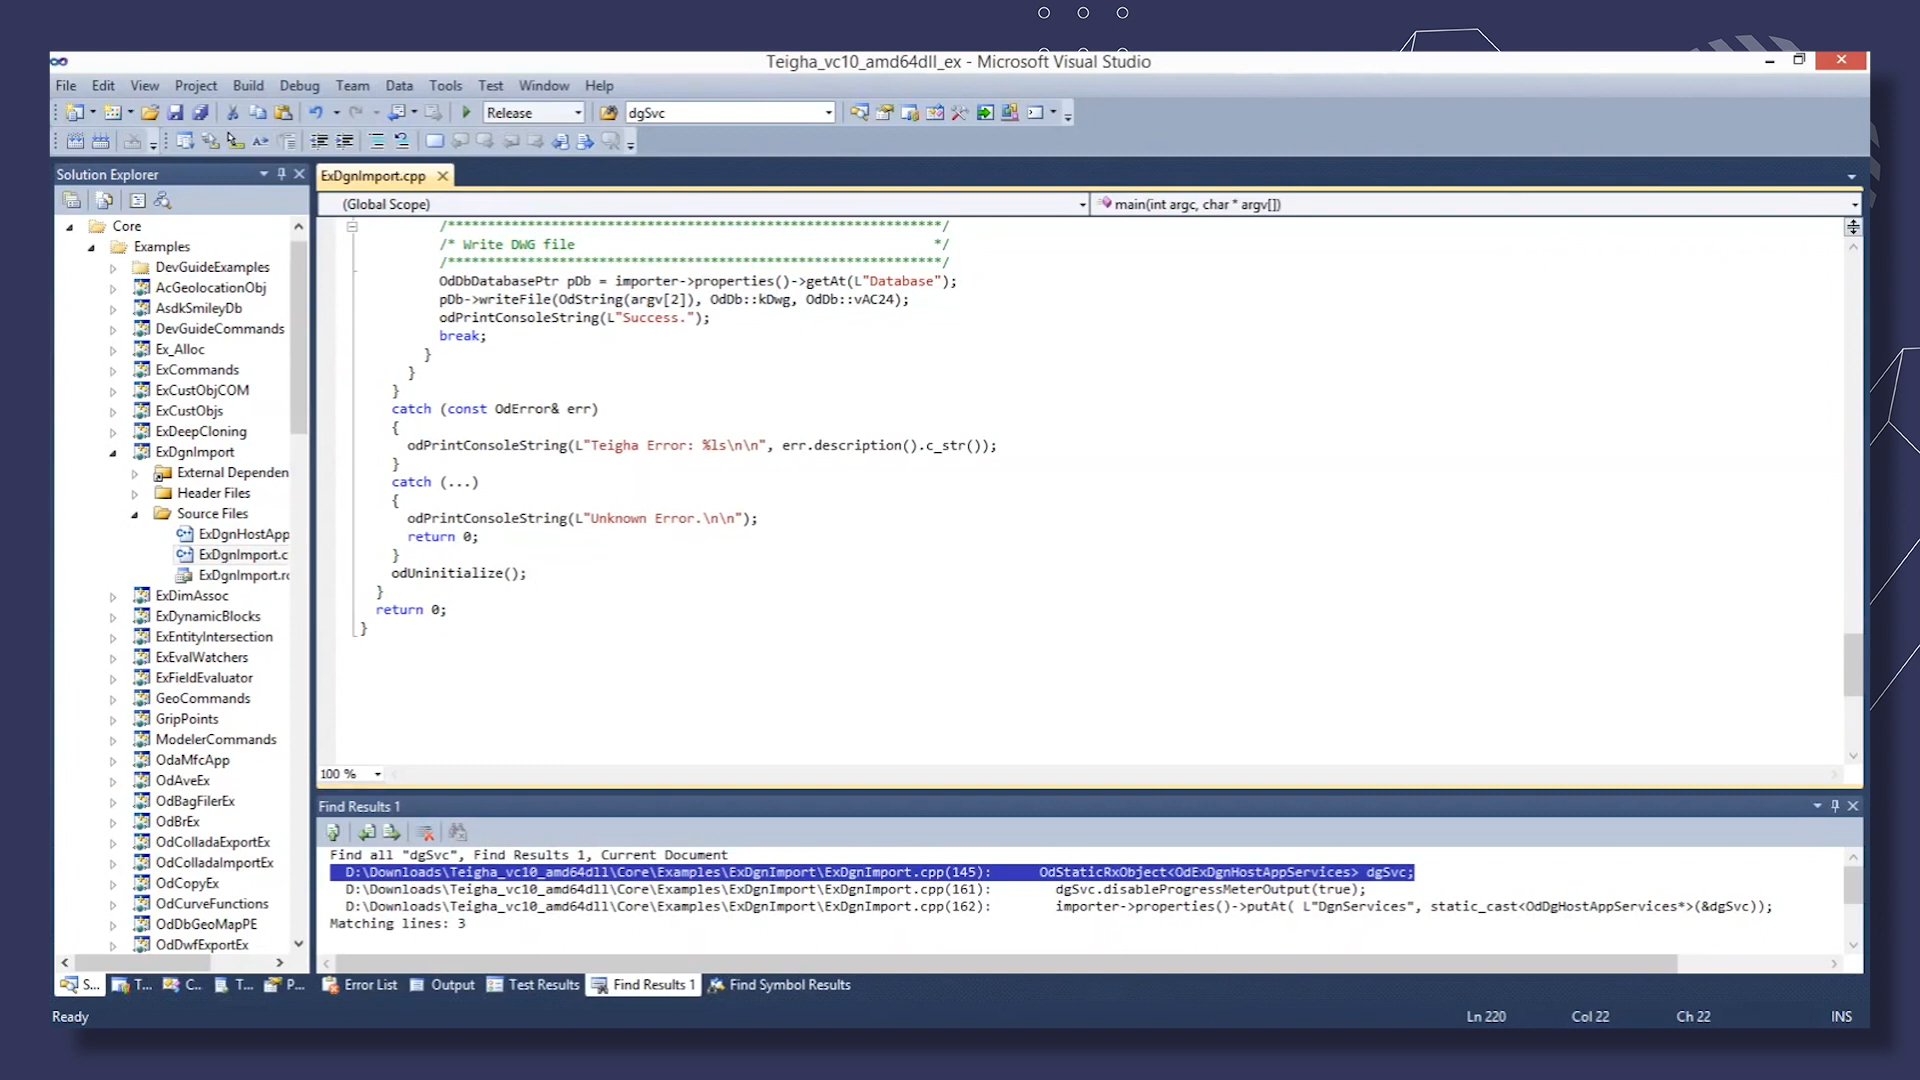 Teigha_vc10_amd64dll_ex - Microsoft Visual Studio
File Edit View Project Build Debug Team Data Tools Test Window Help
Release dgSvc
Solution Explorer
ExDgnImport.cpp
(Global Scope) main(int argc, char * argv[])
Core
Examples
DevGuideExamples
AcGeolocationObj
AsdkSmileyDb
DevGuideCommands
Ex_Alloc
ExCommands
ExCustObjCOM
ExCustObjs
ExDeepCloning
ExDgnImport
External Dependen
Header Files
Source Files
ExDgnHostApp
ExDgnImport.c
ExDgnImport.rc
ExDimAssoc
ExDynamicBlocks
ExEntityIntersection
ExEvalWatchers
ExFieldEvaluator
GeoCommands
GripPoints
ModelerCommands
OdaMfcApp
OdAveEx
OdBagFilerEx
OdBrEx
OdColladaExportEx
OdColladaImportEx
OdCopyEx
OdCurveFunctions
OdDbGeoMapPE
OdDwfExportEx
/**************************************************************/
/* Write DWG file */
/**************************************************************/
OdDbDatabasePtr pDb = importer->properties()->getAt(L"Database");
pDb->writeFile(OdString(argv[2]), OdDb::kDwg, OdDb::vAC24);
odPrintConsoleString(L"Success.");
break;
}
}
}
catch (const OdError& err)
{
odPrintConsoleString(L"Teigha Error: %ls\n\n", err.description().c_str());
}
catch (...)
{
odPrintConsoleString(L"Unknown Error.\n\n");
return 0;
}
odUninitialize();
}
return 0;
}
100 %
Find Results 1
Find all "dgSvc", Find Results 1, Current Document
D:\Downloads\Teigha_vc10_amd64dll\Core\Examples\ExDgnImport\ExDgnImport.cpp(145): OdStaticRxObject<OdExDgnHostAppServices> dgSvc;
D:\Downloads\Teigha_vc10_amd64dll\Core\Examples\ExDgnImport\ExDgnImport.cpp(161): dgSvc.disableProgressMeterOutput(true);
D:\Downloads\Teigha_vc10_amd64dll\Core\Examples\ExDgnImport\ExDgnImport.cpp(162): importer->properties()->putAt( L"DgnServices", static_cast<OdDgHostAppServices*>(&dgSvc));
Matching lines: 3
S... T... C.. T... P... Error List Output Test Results Find Results 1 Find Symbol Results
Ready Ln 220 Col 22 Ch 22 INS